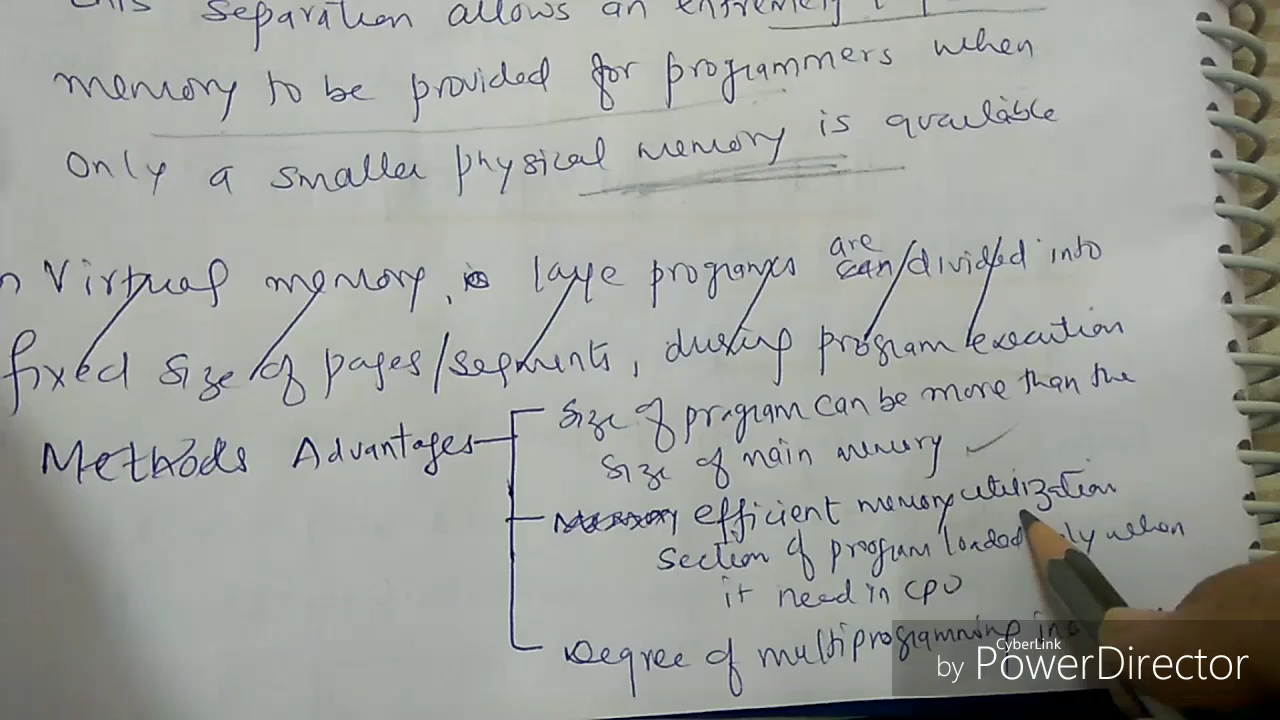 this separation allows an extremely
memory to be provided for programmers when
only a smaller physical memory is available
n Virtual memory, large programs are can/divided into
fixed size of pages/segments, during program execution
Methods Advantages
Size of program can be more than the
size of main memory
efficient memory utilization
Section of program loaded only when
it need in CPU
Degree of multiprogramming
CyberLink
by PowerDirector